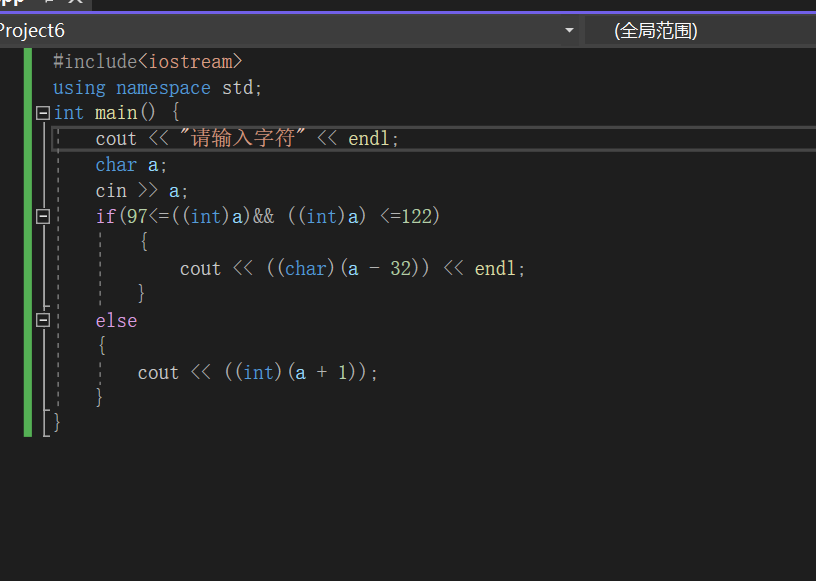 Project6
(全局范围)
#include<iostream>
using namespace std;
int main() {
cout << "请输入字符" << endl;
char a;
cin >> a;
if(97<=((int)a)&& ((int)a) <=122)
{
cout << ((char)(a - 32)) << endl;
}
else
{
cout << ((int)(a + 1));
}
}